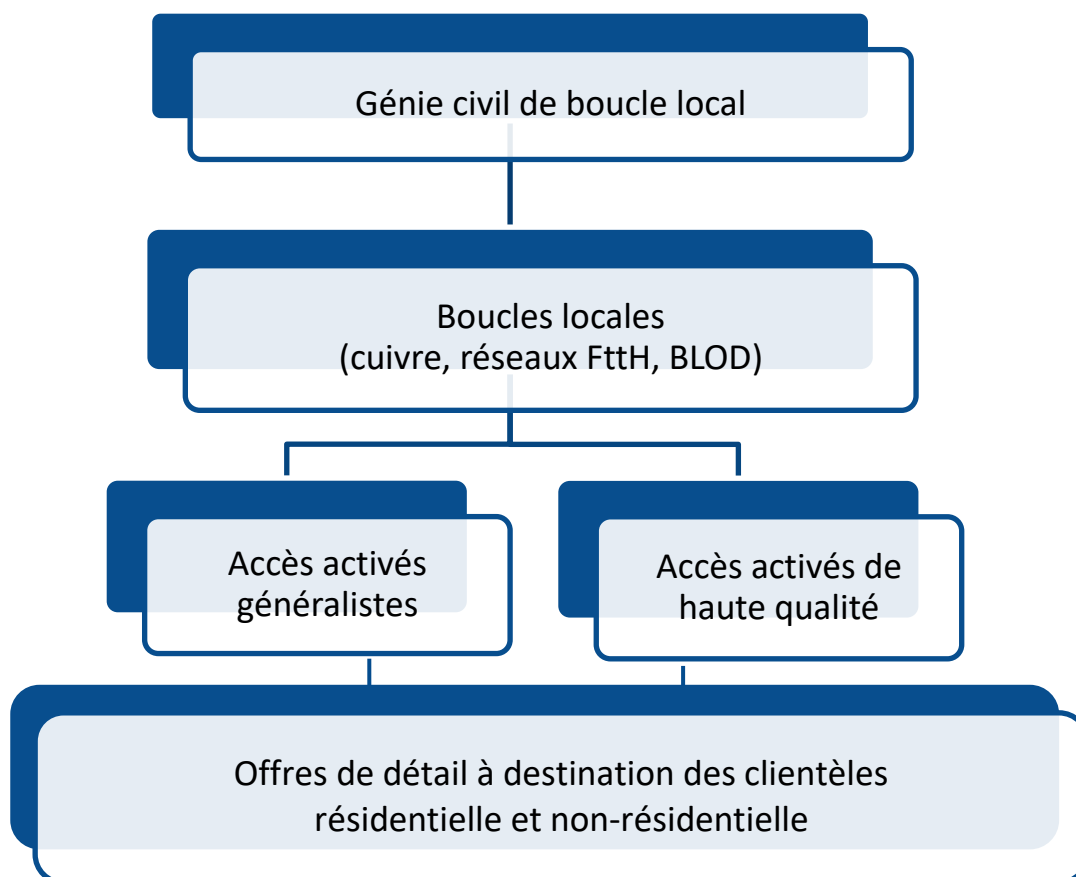 Génie civil de boucle local
Boucles locales
(cuivre, réseaux FttH, BLOD)
Accès activés
généralistes
Accès activés de
haute qualité
Offres de détail à destination des clientèles
résidentielle et non-résidentielle